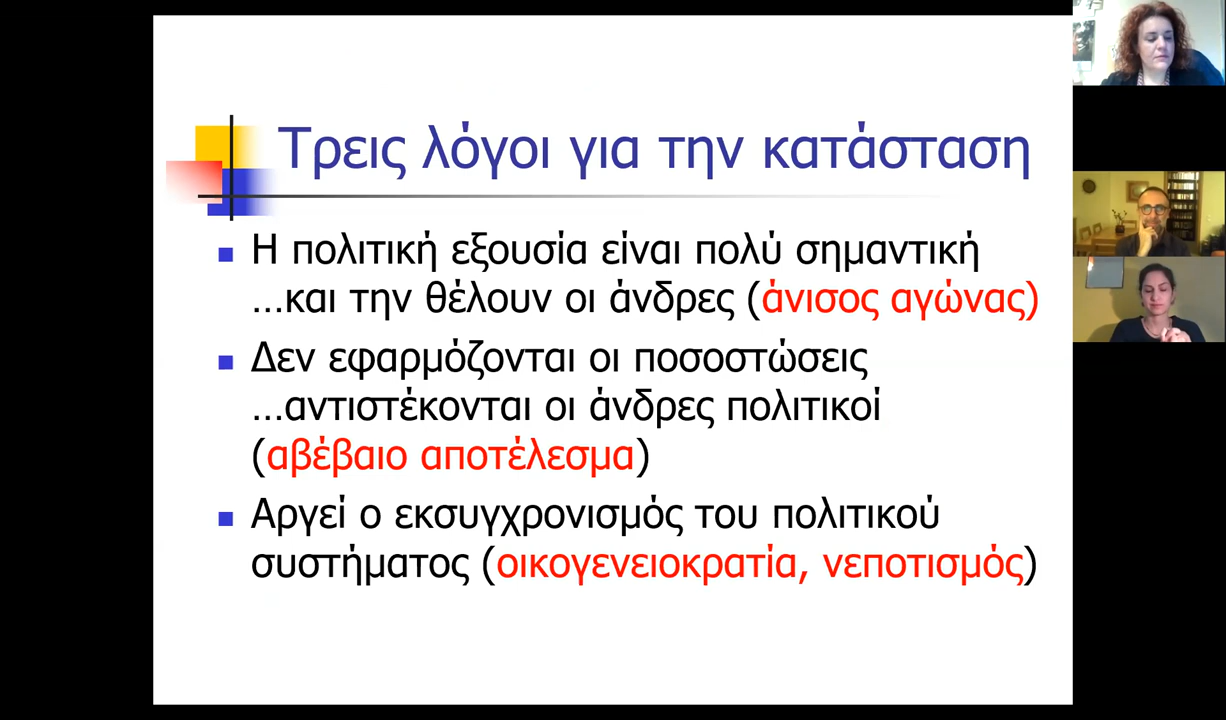 Τρεις λόγοι για την κατάσταση
Η πολιτική εξουσία είναι πολύ σημαντική
…και την θέλουν οι άνδρες (άνισος αγώνας)
Δεν εφαρμόζονται οι ποσοστώσεις
…αντιστέκονται οι άνδρες πολιτικοί
(αβέβαιο αποτέλεσμα)
Αργεί ο εκσυγχρονισμός του πολιτικού
συστήματος (οικογενειοκρατία, νεποτισμός)